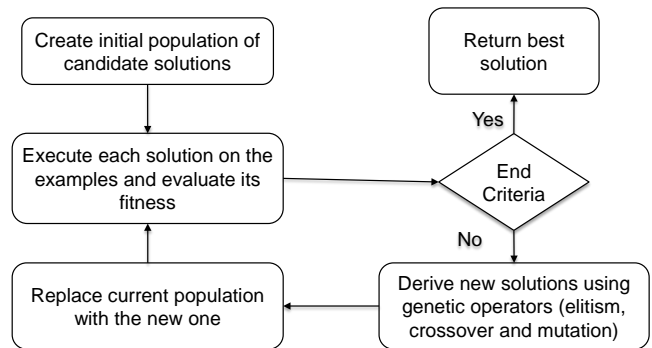 Create initial population of
candidate solutions
Return best
solution
Yes
Execute each solution on the
examples and evaluate its
fitness
End
Criteria
No
Derive new solutions using
genetic operators (elitism,
crossover and mutation)
Replace current population
with the new one